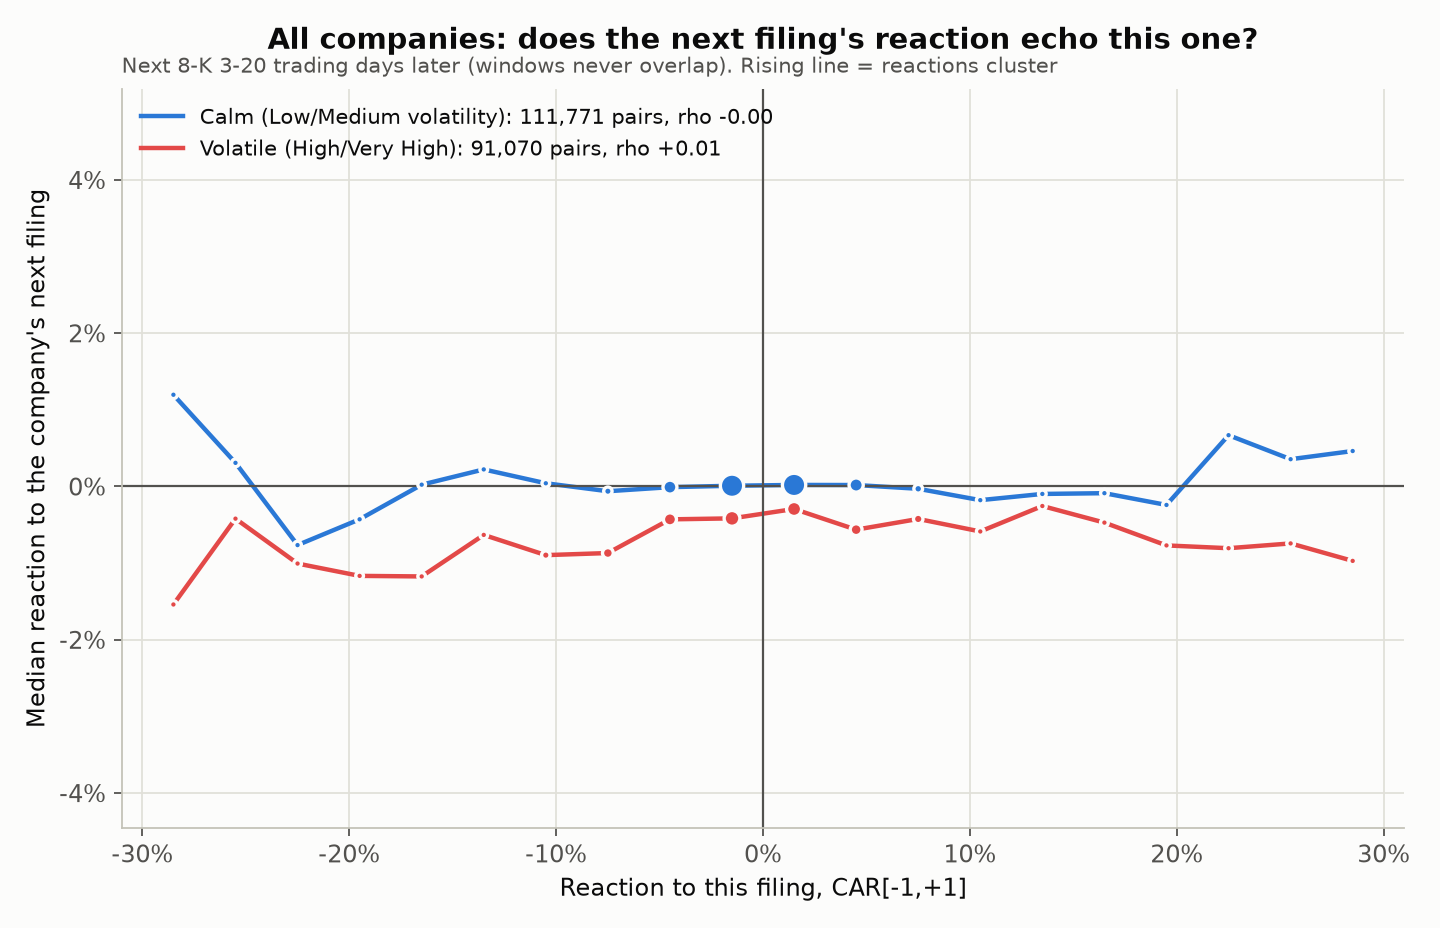 All companies: does the next filing's reaction echo this one?
Next 8-K 3-20 trading days later (windows never overlap). Rising line = reactions cluster
Calm (Low/Medium volatility): 111,771 pairs, rho -0.00
Volatile (High/Very High): 91,070 pairs, rho +0.01
Median reaction to the company's next filing
4%
2%
0%
-2%
-4%
-30%
-20%
-10%
0%
10%
20%
30%
Reaction to this filing, CAR[-1,+1]